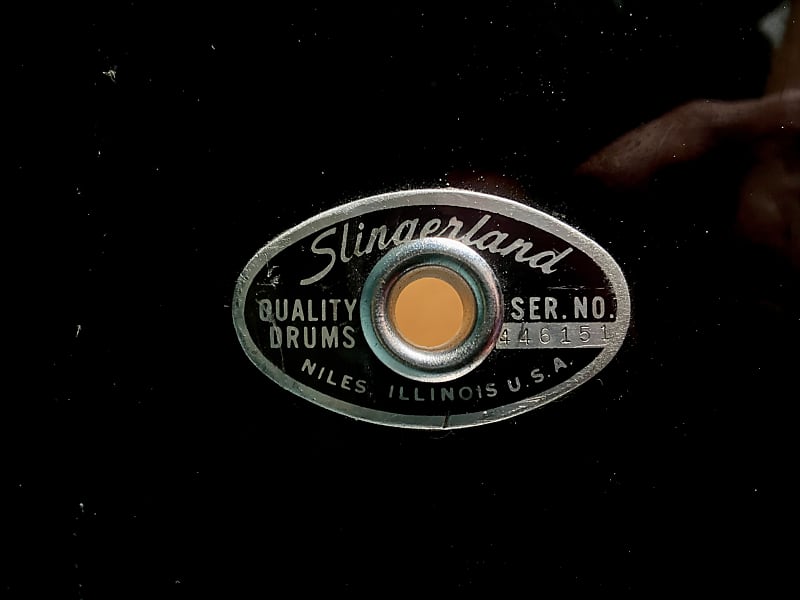 Slingerland
QUALITY SER. NO.
DRUMS 446151
NILES, ILLINOIS U.S.A.